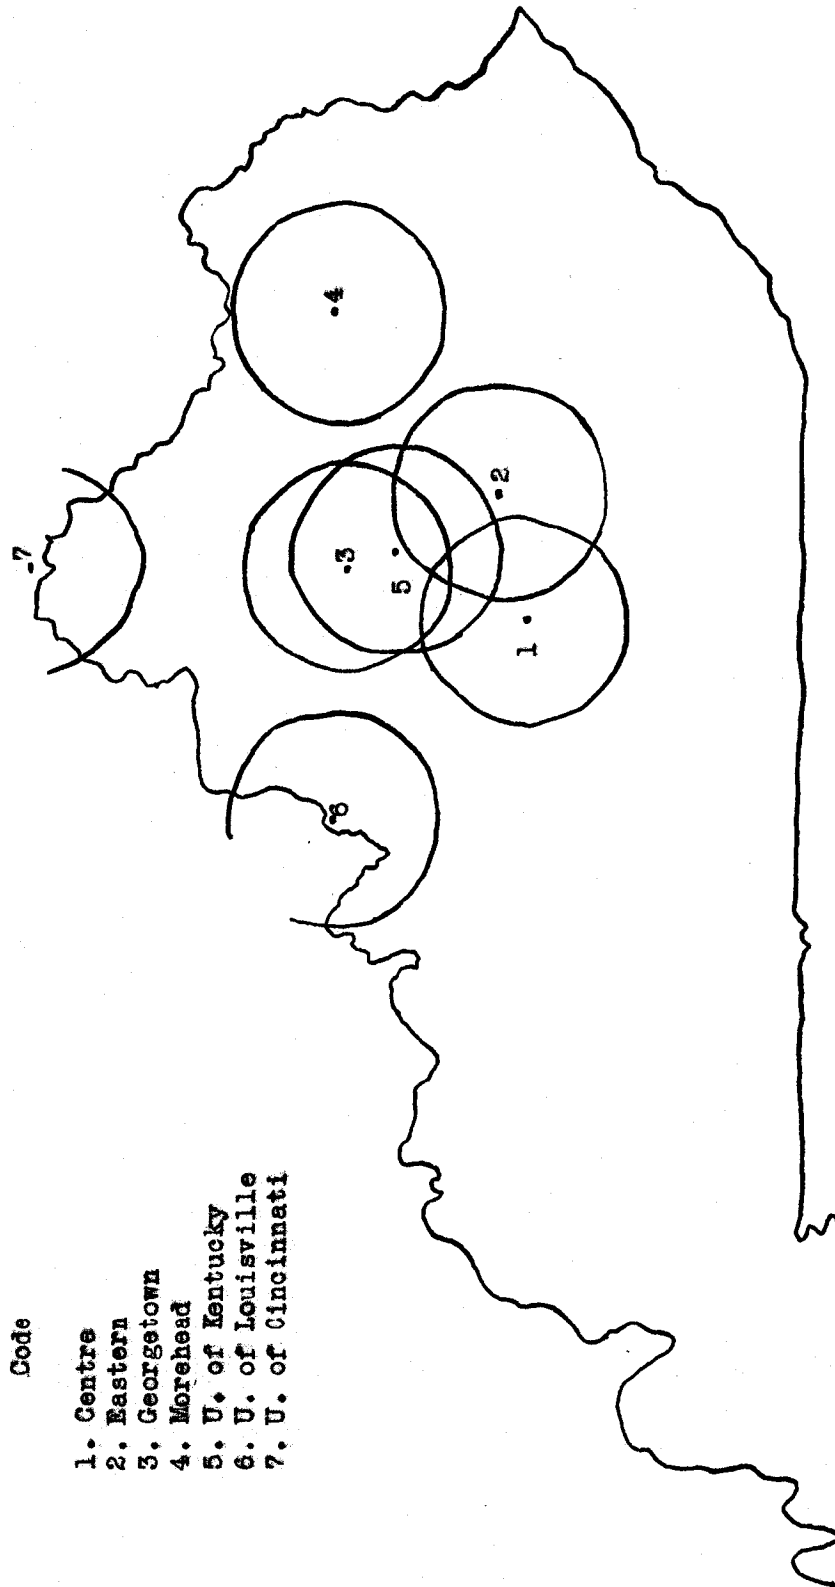 Code
1. Centre
2. Eastern
3. Georgetown
4. Morehead
5. U. of Kentucky
6. U. of Louisville
7. U. of Cincinnati
7
4
3
5
2
6
1